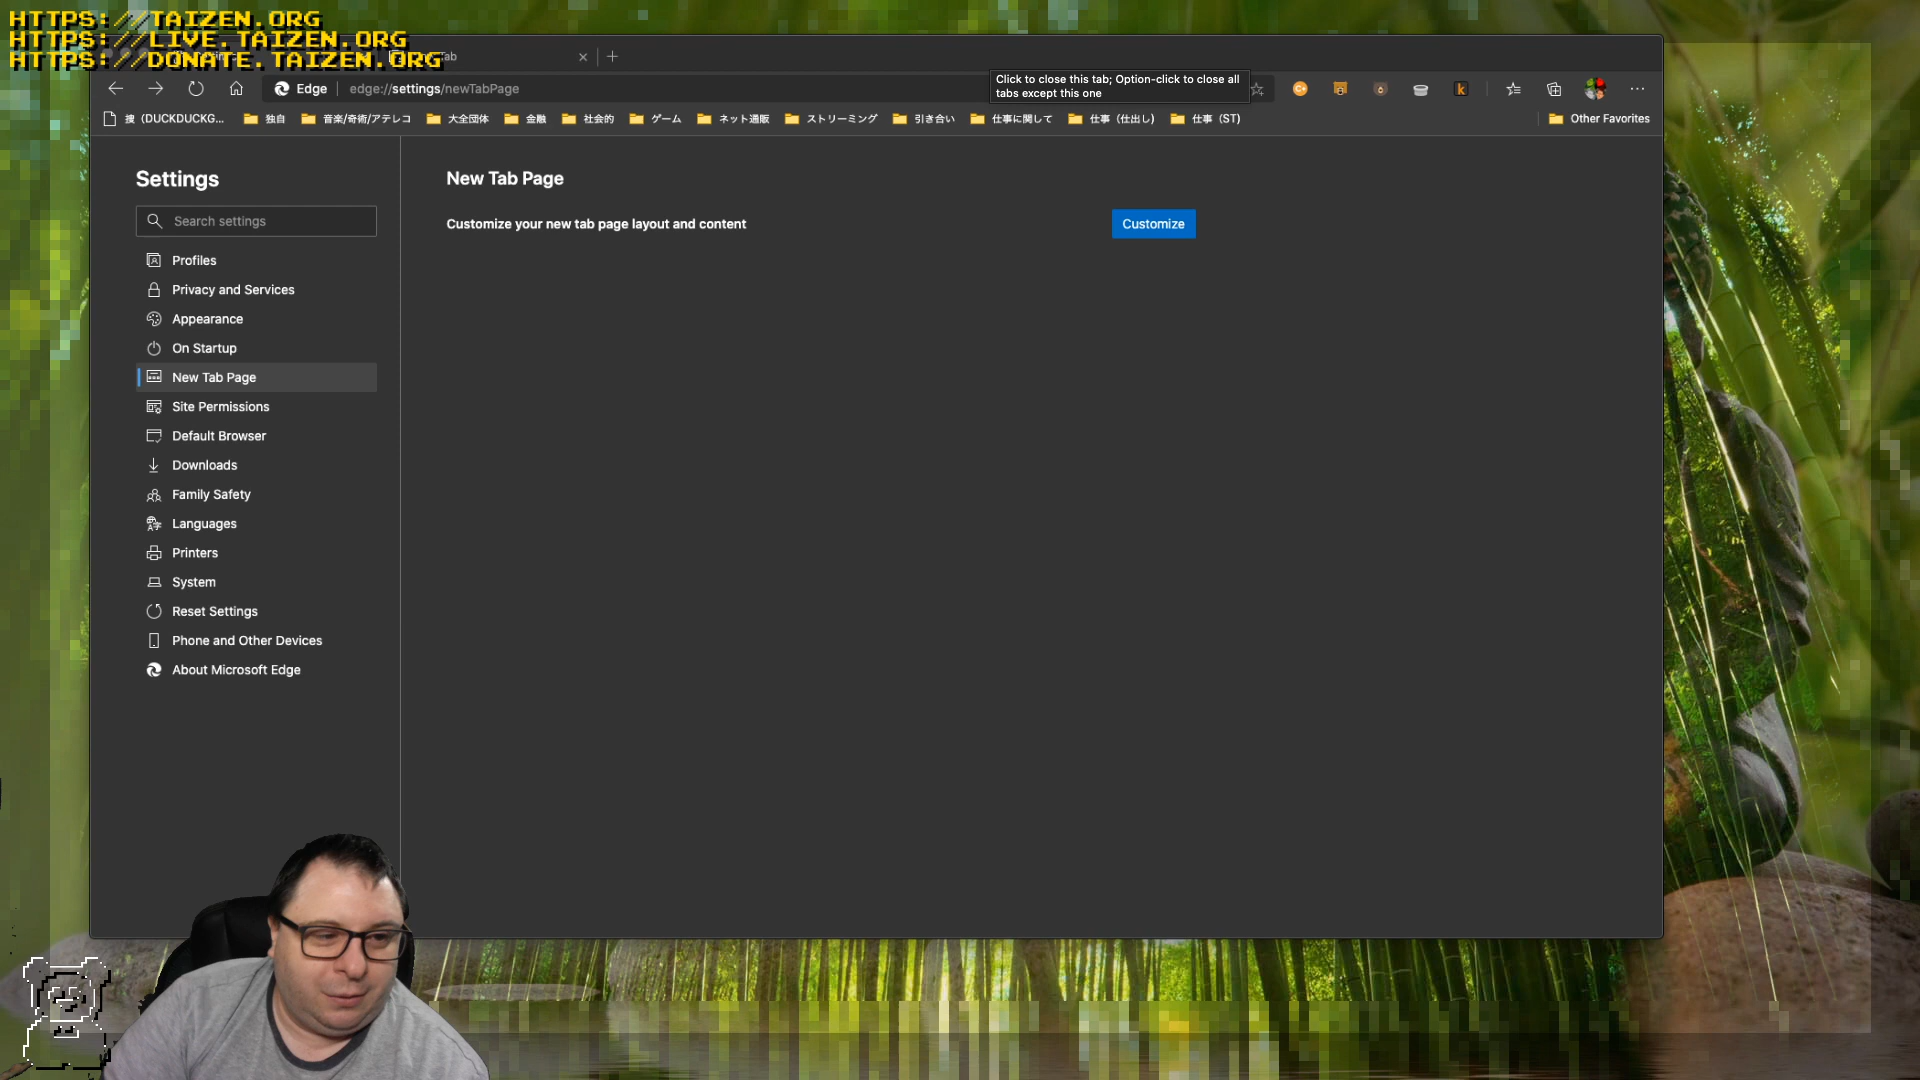 HTTPS://TAIZEN.ORG
HTTPS://LIVE.TAIZEN.ORG
HTTPS://DONATE.TAIZEN.ORG
Tab
Click to close this tab; Option-click to close all
tabs except this one
Edge
edge://settings/newTabPage
捜（DUCKDUCKG...
独自
音楽/奇術/アテレコ
大全団体
金融
社会的
ゲーム
ネット通販
ストリーミング
引き合い
仕事に関して
仕事（仕出し）
仕事（ST）
Other Favorites
Settings
Search settings
Profiles
Privacy and Services
Appearance
On Startup
New Tab Page
Site Permissions
Default Browser
Downloads
Family Safety
Languages
Printers
System
Reset Settings
Phone and Other Devices
About Microsoft Edge
New Tab Page
Customize your new tab page layout and content
Customize